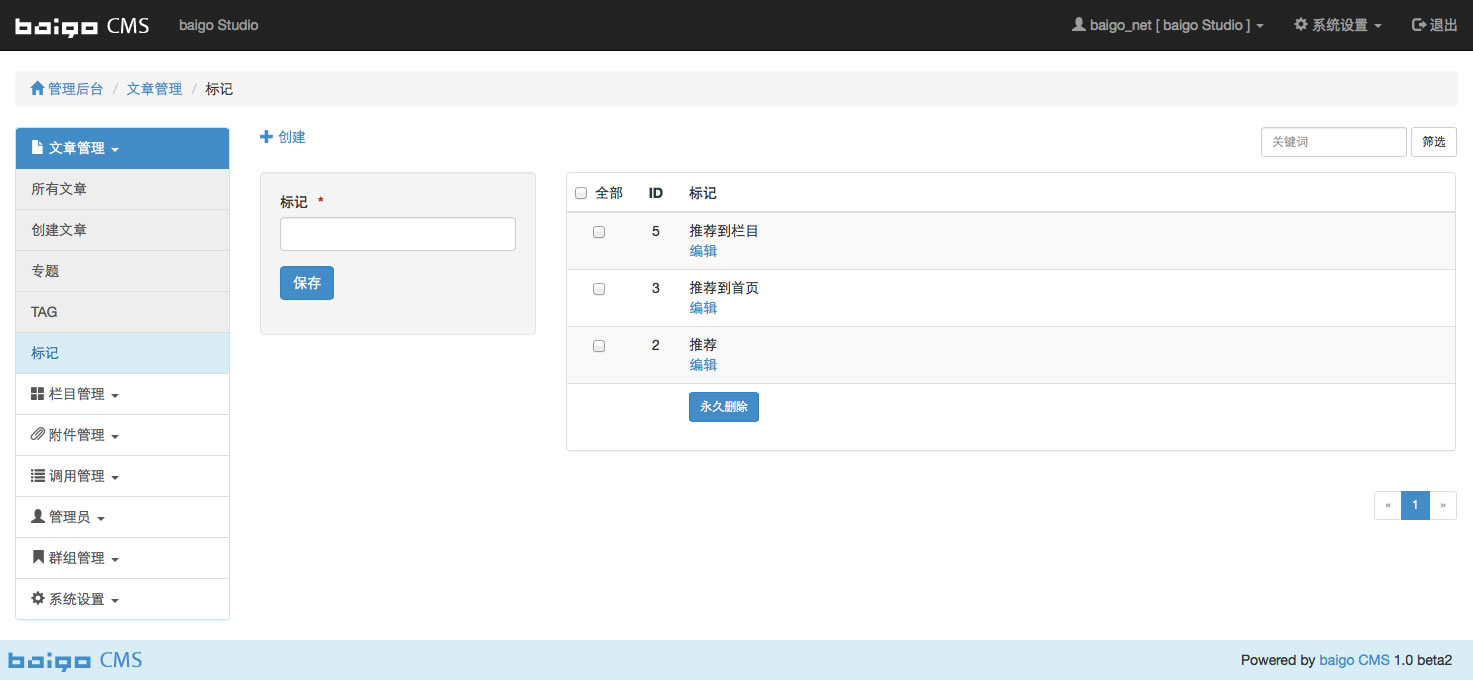 baigo CMS baigo Studio baigo_net [ baigo Studio ] 系统设置 退出
管理后台 / 文章管理 / 标记
文章管理
所有文章
创建文章
专题
TAG
标记
栏目管理
附件管理
调用管理
管理员
群组管理
系统设置
创建
关键词 筛选
标记 *
保存
全部 ID 标记
5 推荐到栏目
编辑
3 推荐到首页
编辑
2 推荐
编辑
永久删除
« 1 »
baigo CMS Powered by baigo CMS 1.0 beta2